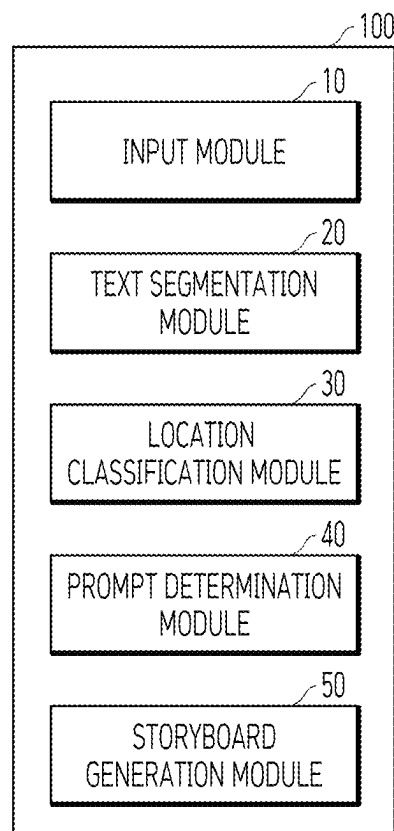 100
10
INPUT MODULE
20
TEXT SEGMENTATION
MODULE
30
LOCATION
CLASSIFICATION MODULE
40
PROMPT DETERMINATION
MODULE
50
STORYBOARD
GENERATION MODULE